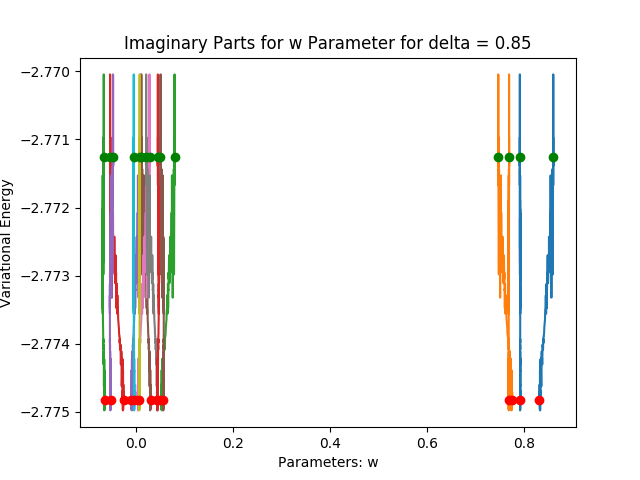 Imaginary Parts for w Parameter for delta = 0.85
Variational Energy
−2.770
−2.771
−2.772
−2.773
−2.774
−2.775
0.0 0.2 0.4 0.6 0.8
Parameters: w